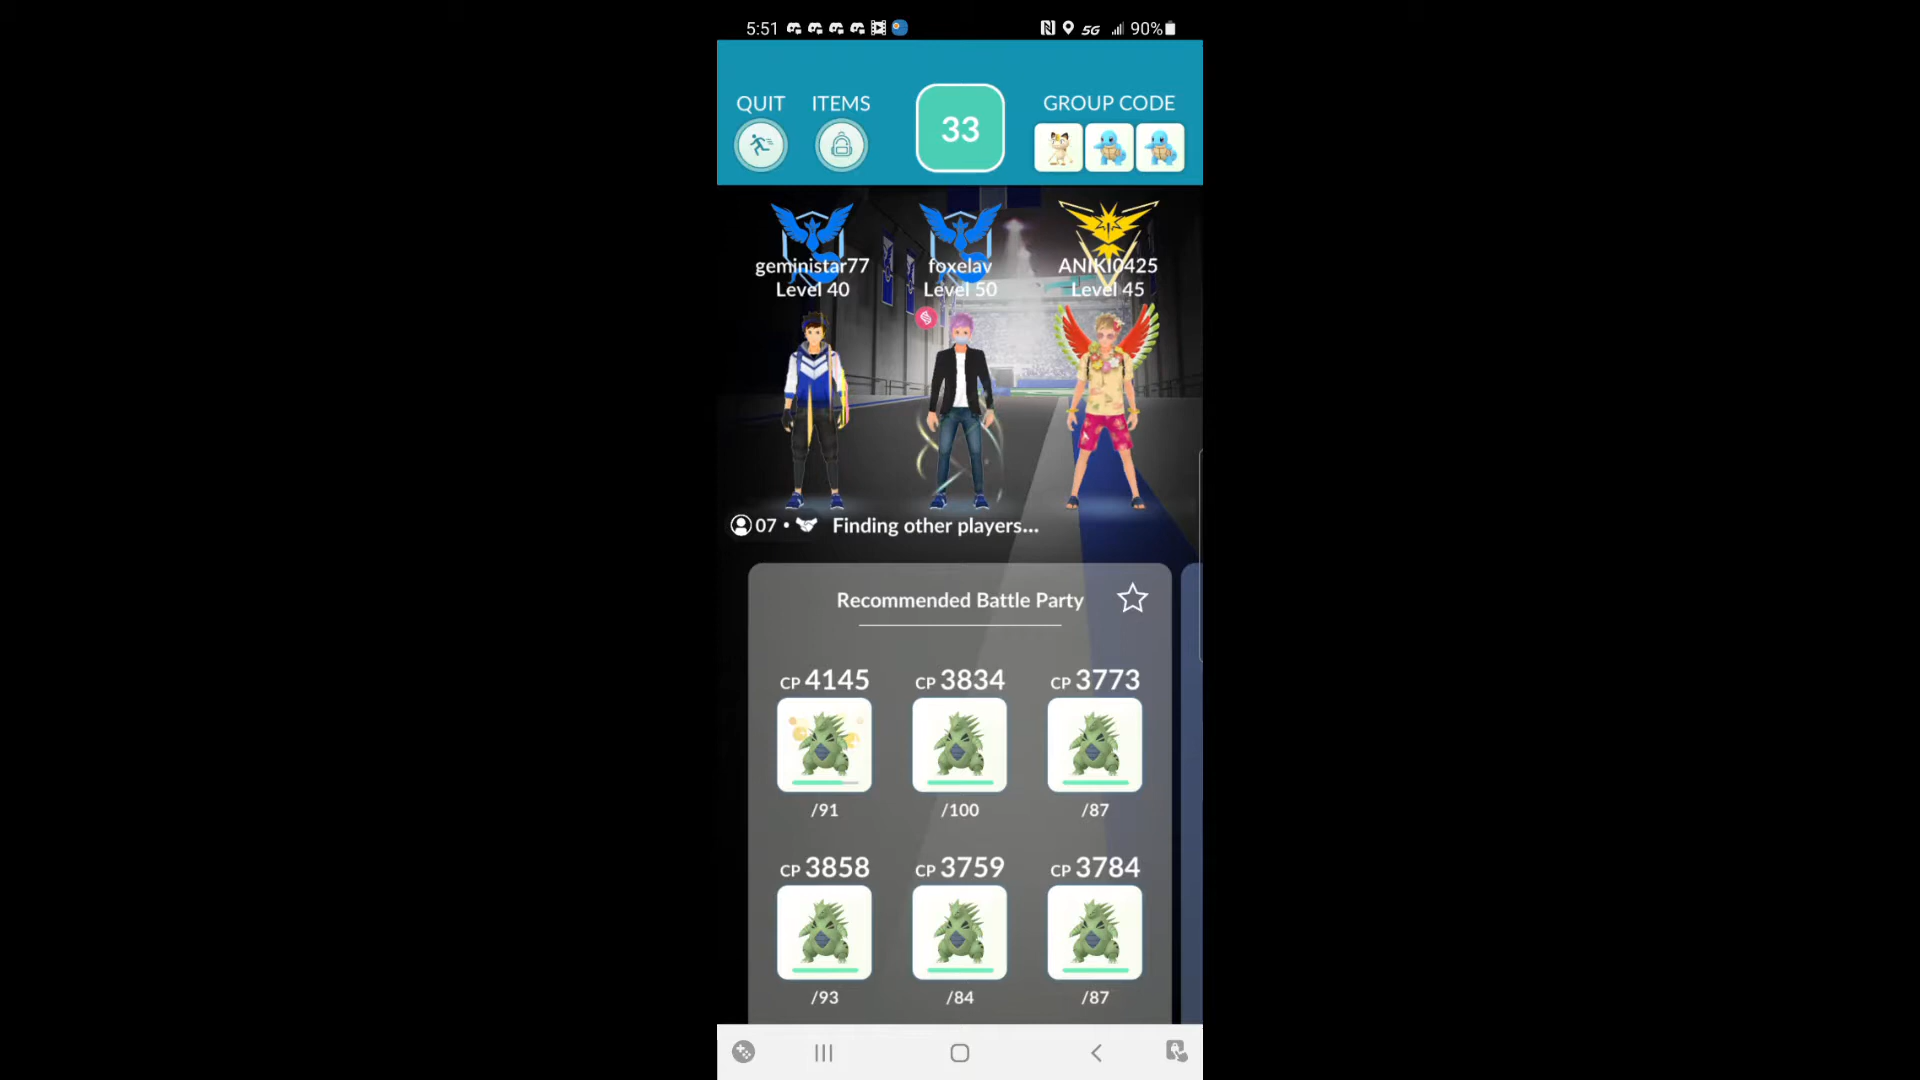 5:51 5G 90%
QUIT ITEMS 33 GROUP CODE
geministar77 foxelav ANIKI0425
Level 40 Level 50 Level 45
07 • Finding other players...
Recommended Battle Party
CP 4145 CP 3834 CP 3773
/91 /100 /87
CP 3858 CP 3759 CP 3784
/93 /84 /87